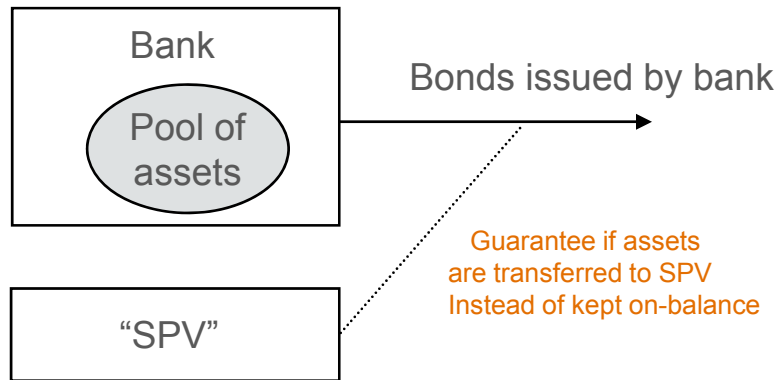 Bank
Pool of
assets
Bonds issued by bank
Guarantee if assets
are transferred to SPV
Instead of kept on-balance
“SPV”